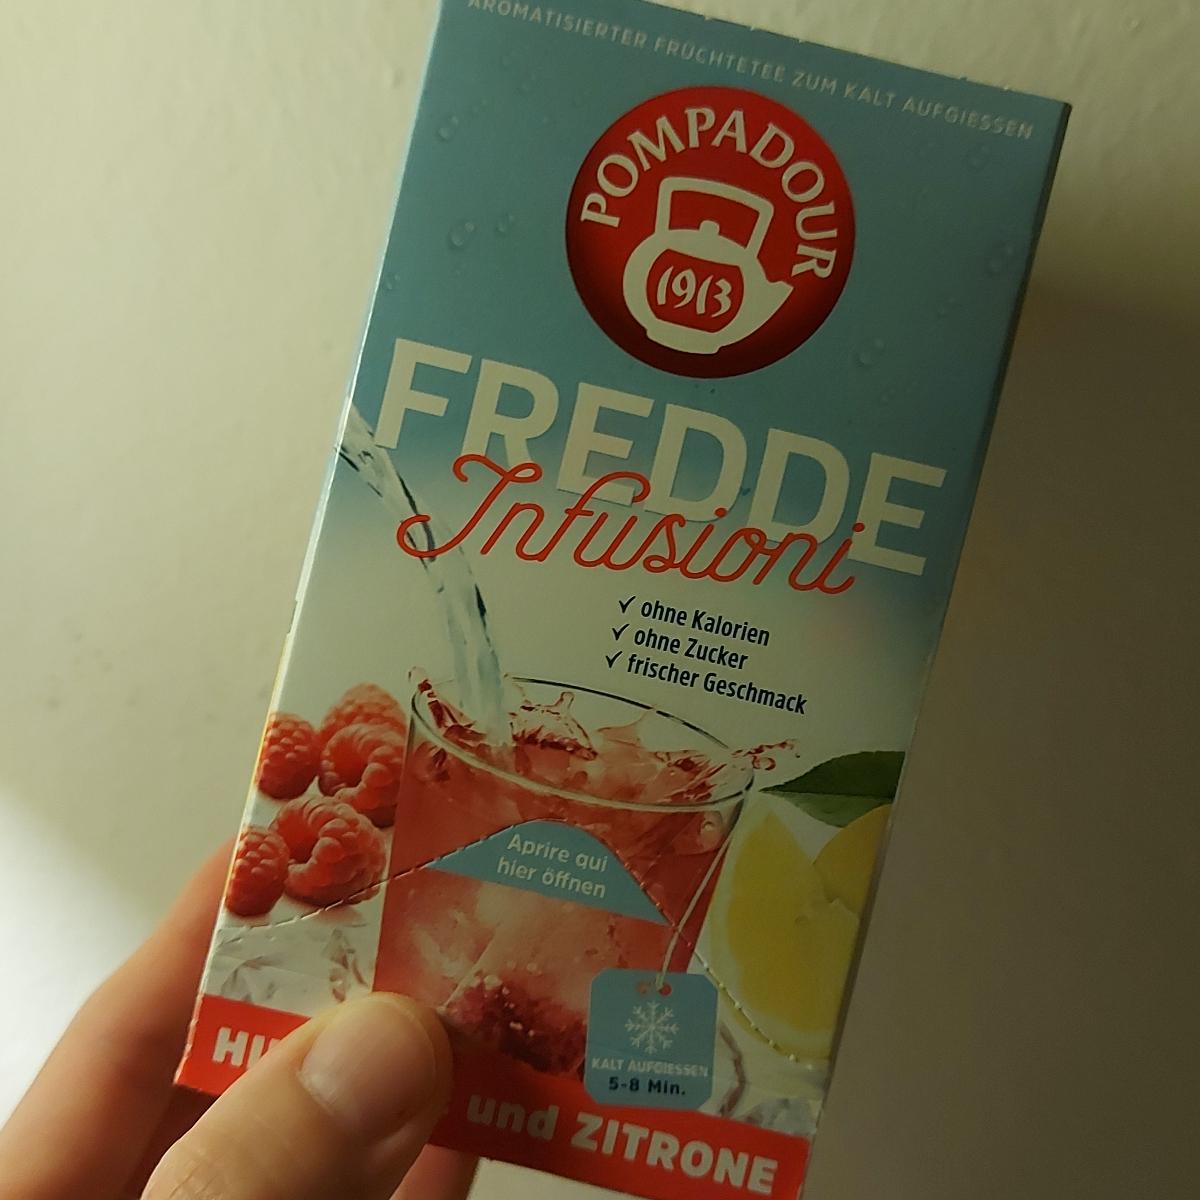 AROMATISIERTER FRÜCHTETEE ZUM KALT AUFGIESSEN
POMPADOUR
1913
FREDDE
Infusioni
✓ ohne Kalorien
✓ ohne Zucker
✓ frischer Geschmack
Aprire qui
hier öffnen
KALT AUFGIESSEN
5-8 Min.
und ZITRONE